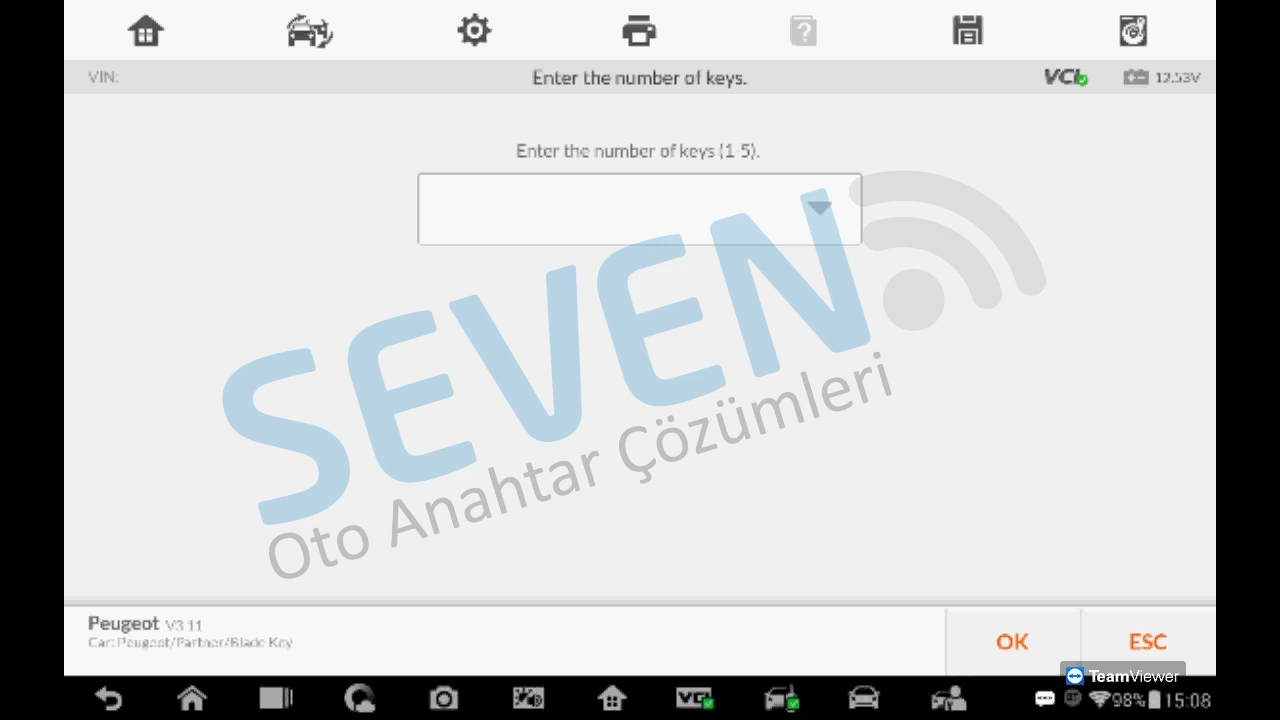 VIN:
Enter the number of keys.
VCI
12.53V
Enter the number of keys (1-5).
SEVEN
Oto Anahtar Çözümleri
Peugeot V3.11
Car: Peugeot/Partner/Blade Key
OK
ESC
TeamViewer
VCI
98%
15:08